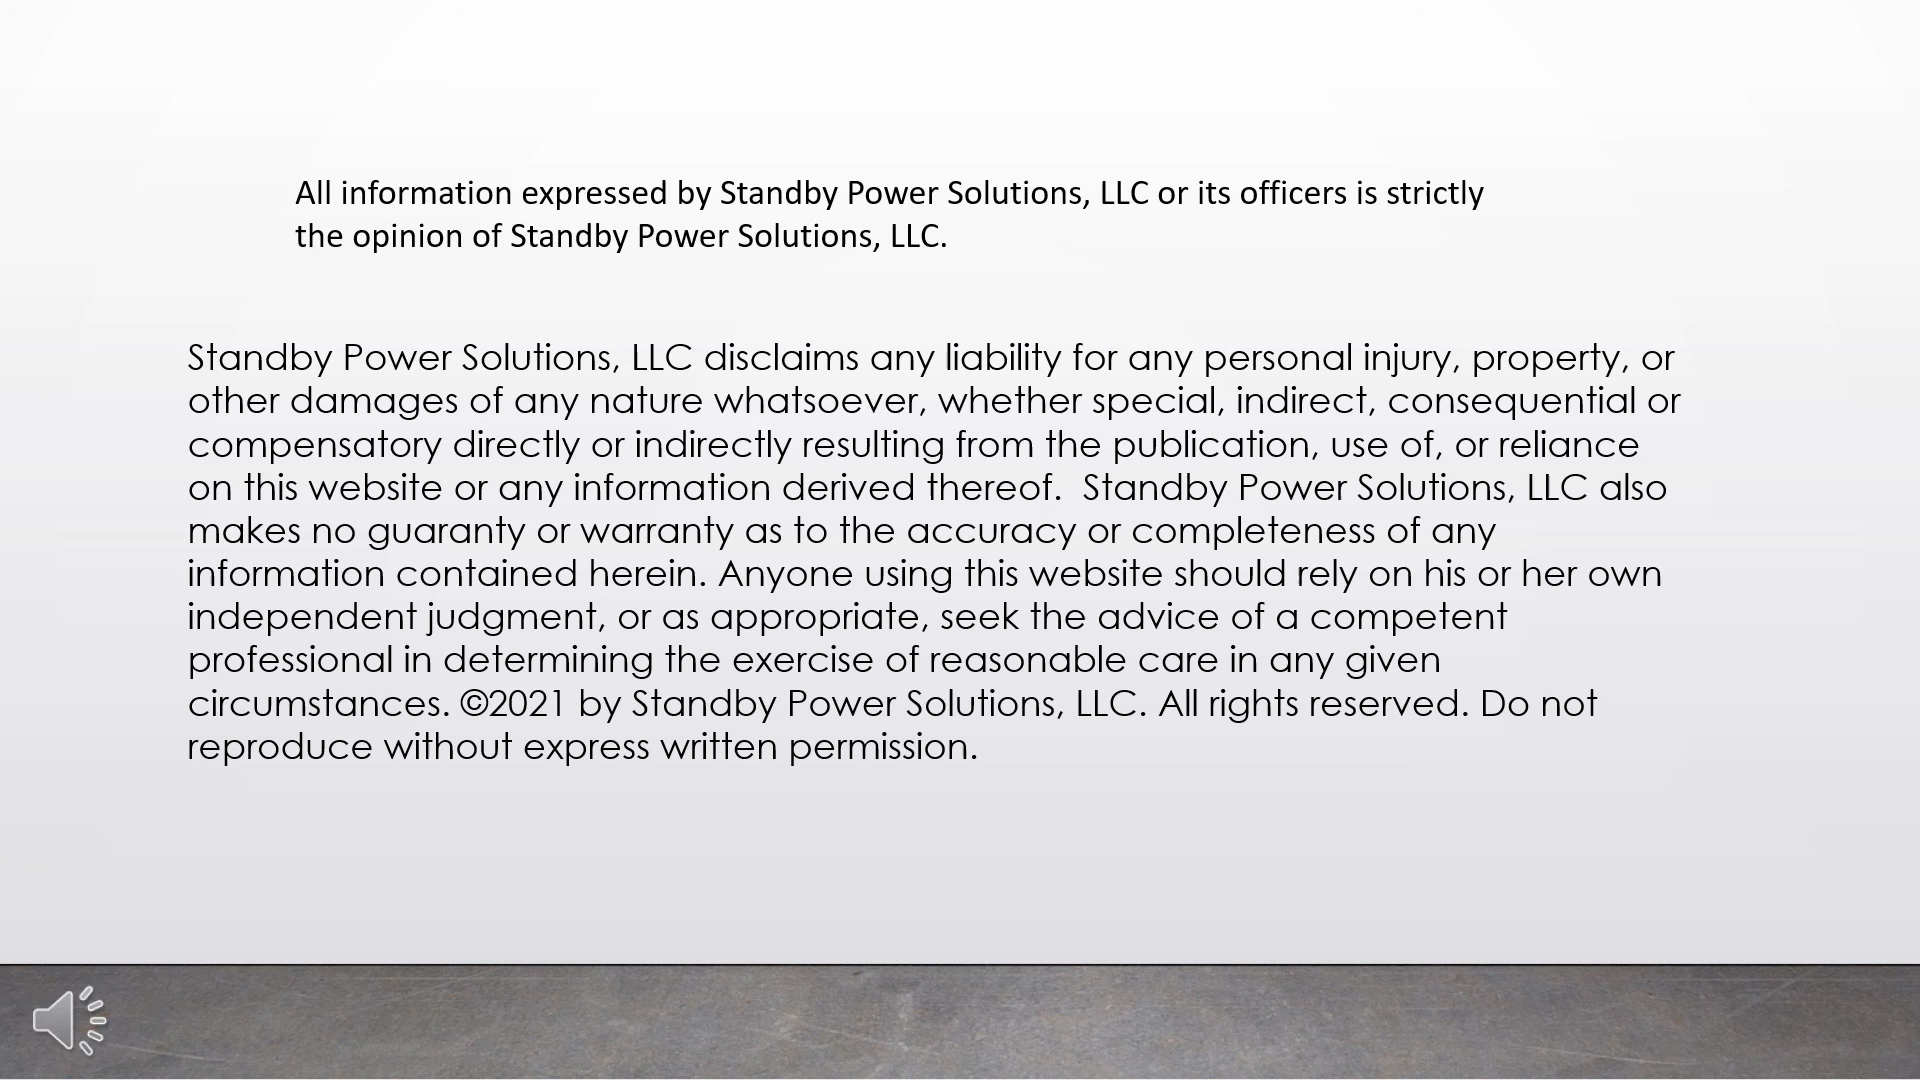 All information expressed by Standby Power Solutions, LLC or its officers is strictly
the opinion of Standby Power Solutions, LLC.
Standby Power Solutions, LLC disclaims any liability for any personal injury, property, or
other damages of any nature whatsoever, whether special, indirect, consequential or
compensatory directly or indirectly resulting from the publication, use of, or reliance
on this website or any information derived thereof.  Standby Power Solutions, LLC also
makes no guaranty or warranty as to the accuracy or completeness of any
information contained herein. Anyone using this website should rely on his or her own
independent judgment, or as appropriate, seek the advice of a competent
professional in determining the exercise of reasonable care in any given
circumstances. ©2021 by Standby Power Solutions, LLC. All rights reserved. Do not
reproduce without express written permission.